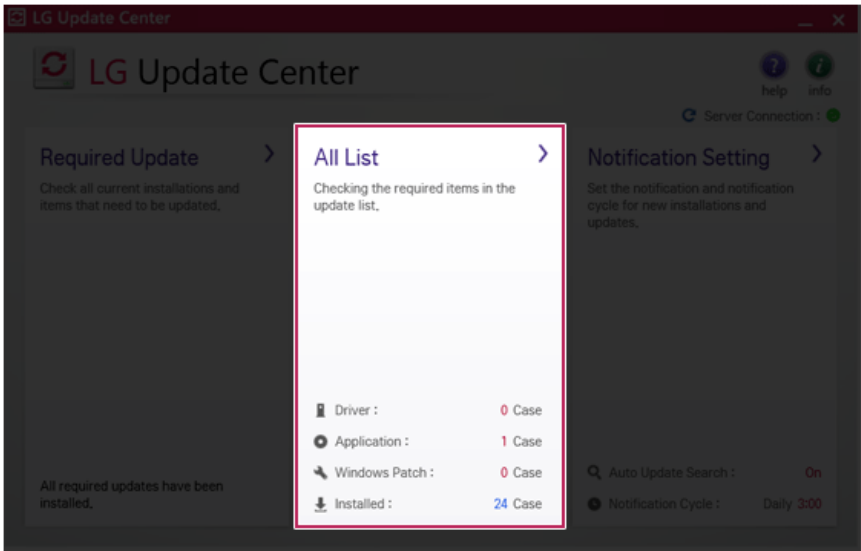 LG Update Center
LG Update Center
help info
Server Connection :
Required Update
Check all current installations and
items that need to be updated.
All required updates have been
installed.
All List
Checking the required items in the
update list.
Driver : 0 Case
Application : 1 Case
Windows Patch : 0 Case
Installed : 24 Case
Notification Setting
Set the notification and notification
cycle for new installations and
updates.
Auto Update Search : On
Notification Cycle : Daily 3:00